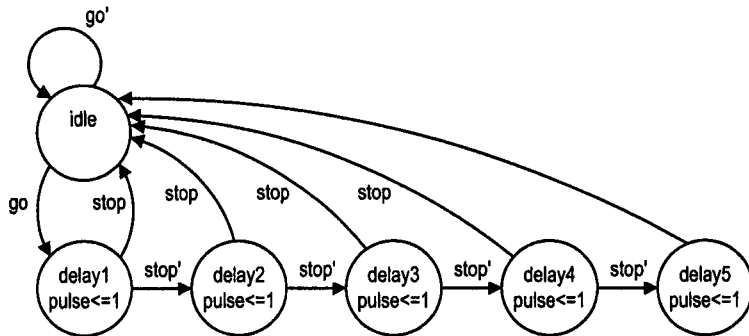 go'
idle
go
stop
stop
stop
stop
delay1
pulse<=1
stop'
delay2
pulse<=1
stop'
delay3
pulse<=1
stop'
delay4
pulse<=1
stop'
delay5
pulse<=1